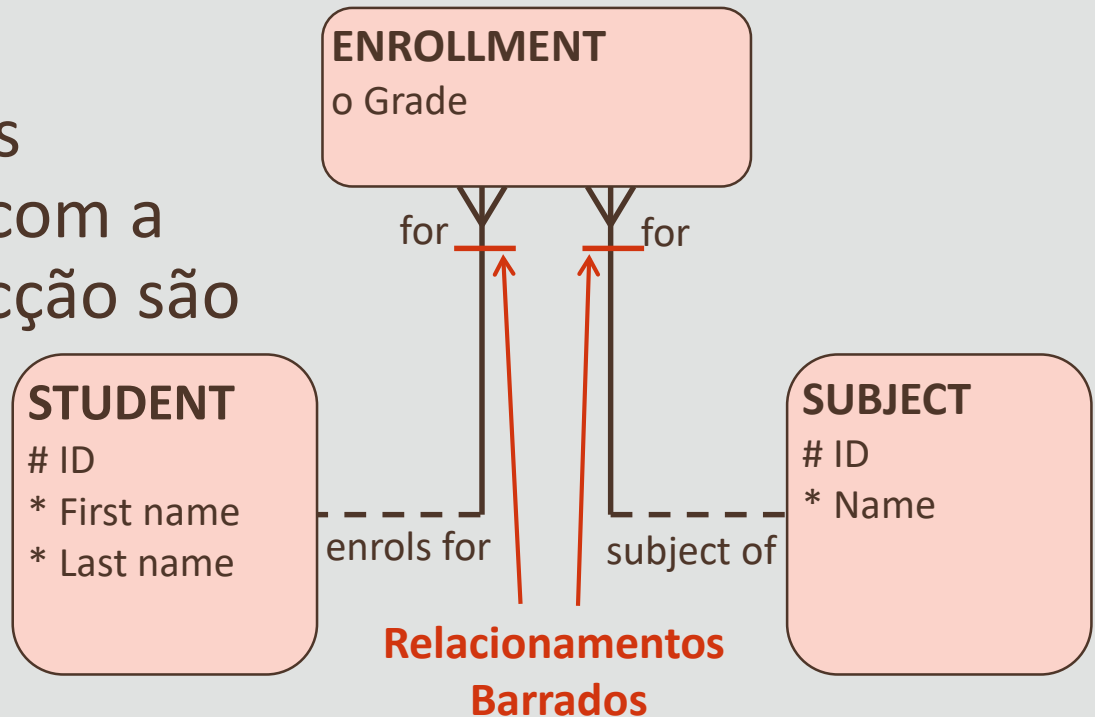 ENROLLMENT
o Grade
s
com a
cção são
for
for
STUDENT
# ID
* First name
* Last name
SUBJECT
# ID
* Name
enrols for
subject of
Relacionamentos
Barrados